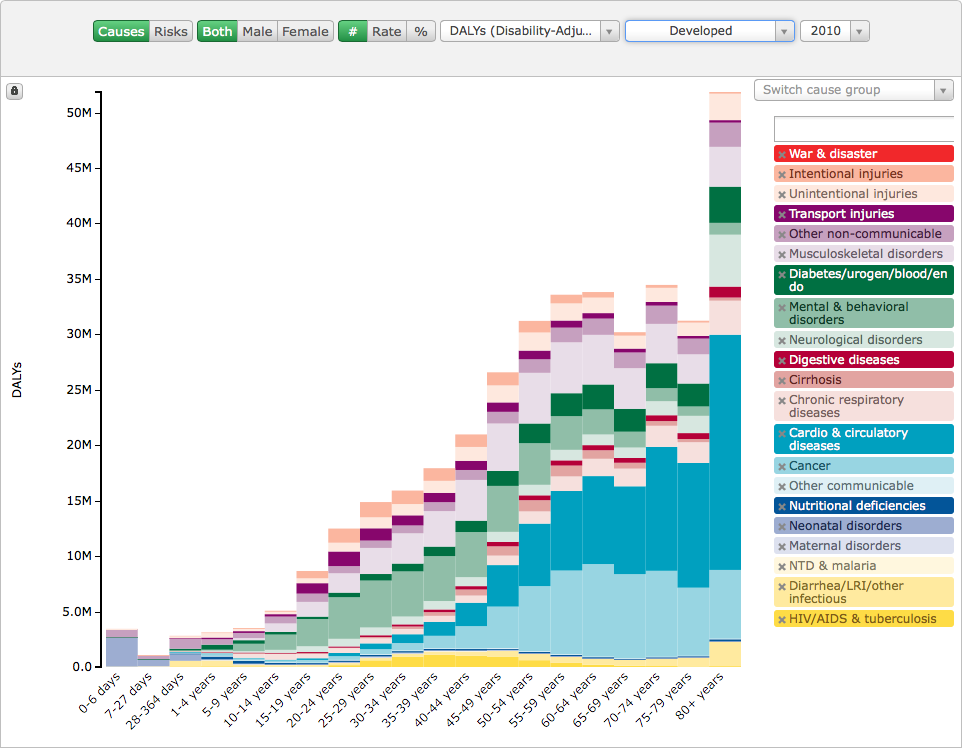 Causes Risks Both Male Female # Rate % DALYs (Disability-Adju... Developed 2010
Switch cause group
50M
45M
40M
35M
30M
25M
20M
15M
10M
5.0M
0.0
DALYs
0-6 days
7-27 days
28-364 days
1-4 years
5-9 years
10-14 years
15-19 years
20-24 years
25-29 years
30-34 years
35-39 years
40-44 years
45-49 years
50-54 years
55-59 years
60-64 years
65-69 years
70-74 years
75-79 years
80+ years
War & disaster
Intentional injuries
Unintentional injuries
Transport injuries
Other non-communicable
Musculoskeletal disorders
Diabetes/urogen/blood/en
do
Mental & behavioral
disorders
Neurological disorders
Digestive diseases
Cirrhosis
Chronic respiratory
diseases
Cardio & circulatory
diseases
Cancer
Other communicable
Nutritional deficiencies
Neonatal disorders
Maternal disorders
NTD & malaria
Diarrhea/LRI/other
infectious
HIV/AIDS & tuberculosis